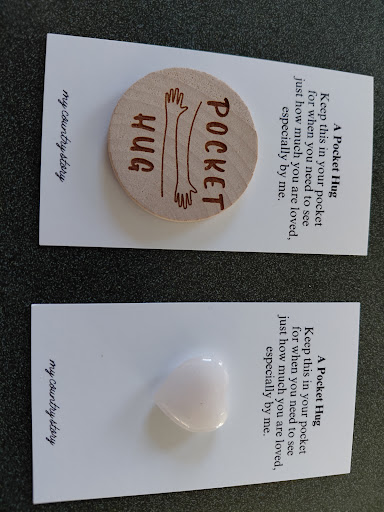 A Pocket Hug
Keep this in your pocket
for when you need to see
just how much you are loved,
especially by me.
POCKET
HUG
my country story
A Pocket Hug
Keep this in your pocket
for when you need to see
just how much you are loved,
especially by me.
my country story